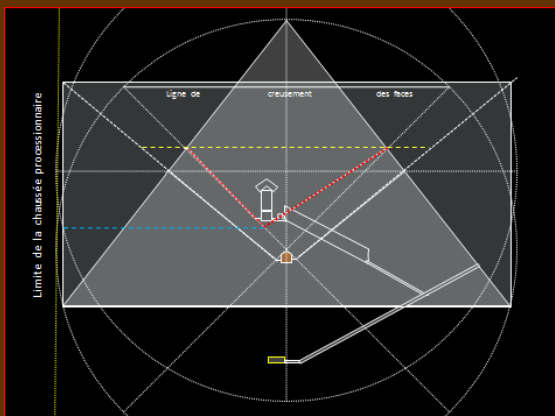 Ligne de creusement des faces
Limite de la chaussée processionnaire